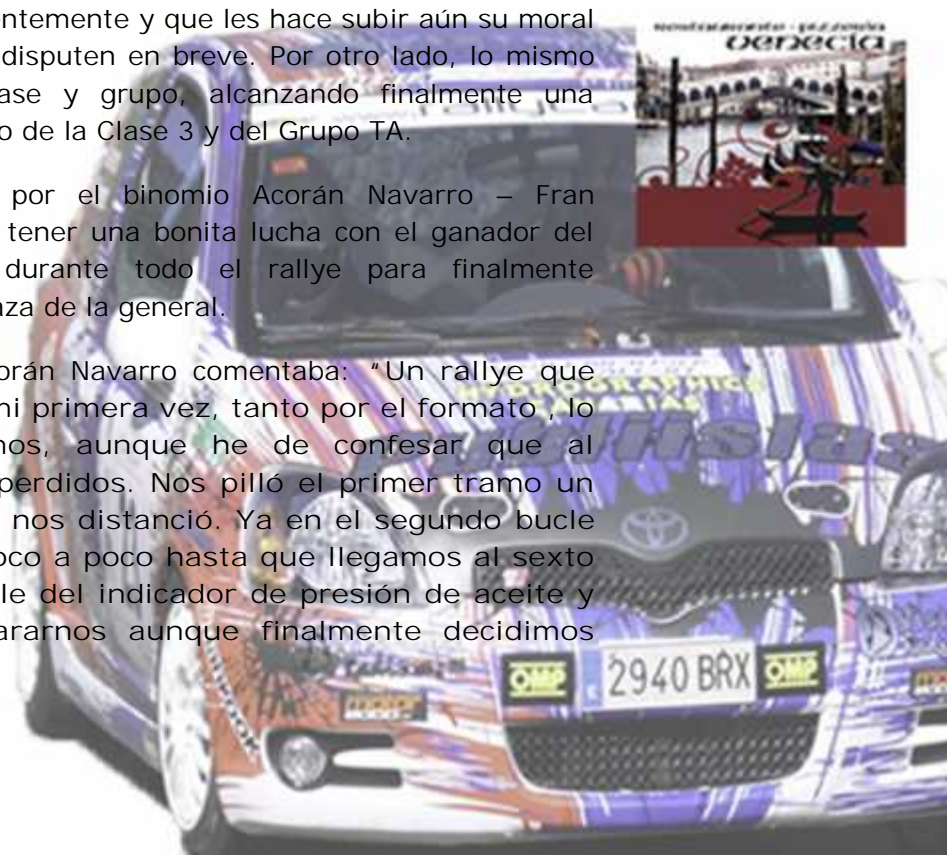 ntemente y que les hace subir aún su moral
disputen en breve. Por otro lado, lo mismo
ase y grupo, alcanzando finalmente una
o de la Clase 3 y del Grupo TA.
por el binomio Acorán Navarro – Fran
tener una bonita lucha con el ganador del
durante todo el rallye para finalmente
aza de la general.
orán Navarro comentaba: “Un rallye que
ni primera vez, tanto por el formato , lo
nos, aunque he de confesar que al
perdidos. Nos pilló el primer tramo un
nos distanció. Ya en el segundo bucle
oco a poco hasta que llegamos al sexto
le del indicador de presión de aceite y
ararnos aunque finalmente decidimos
restaurante - pizzería
venecia
OMP
2940 BRX
OMP
motor